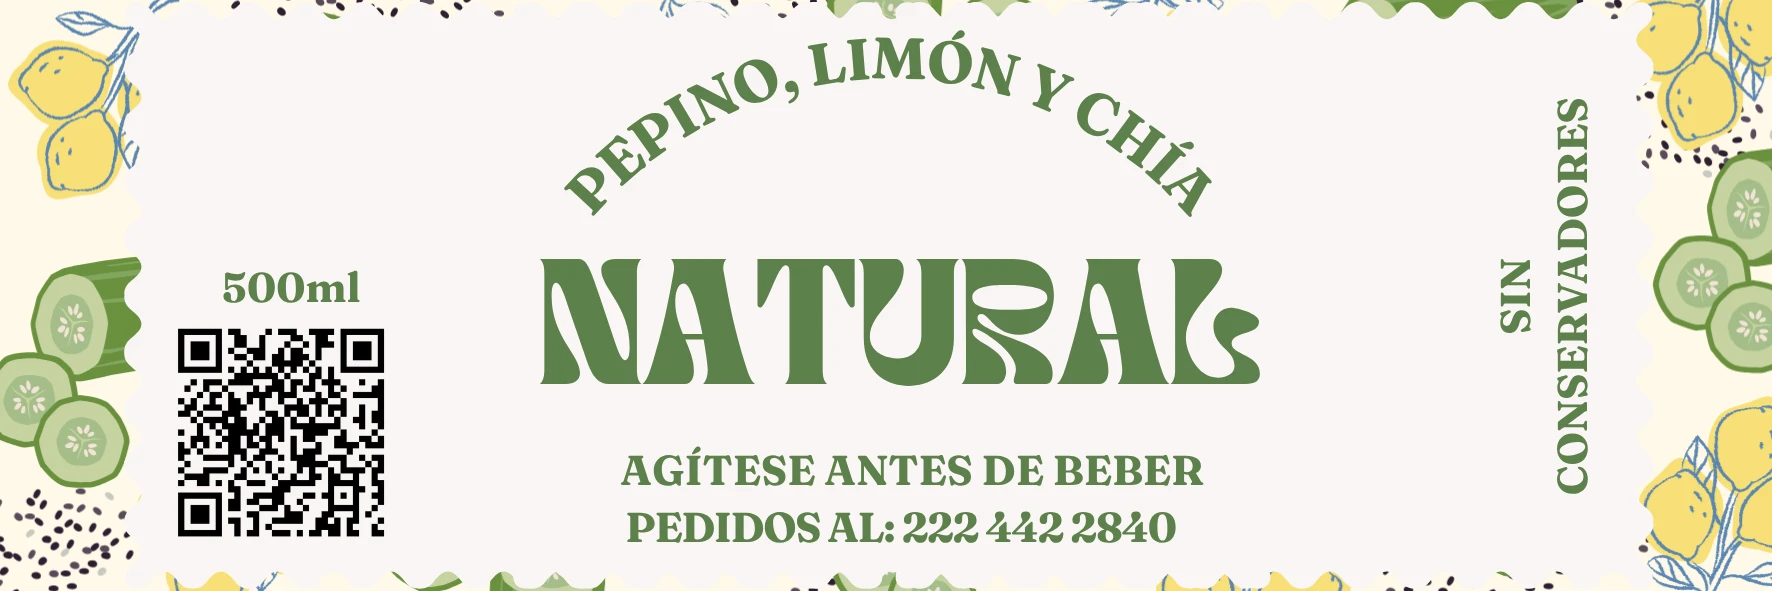 PEPINO, LIMÓN Y CHÍA
NATURAL
500ml
AGÍTESE ANTES DE BEBER
PEDIDOS AL: 222 442 2840
SIN
CONSERVADORES